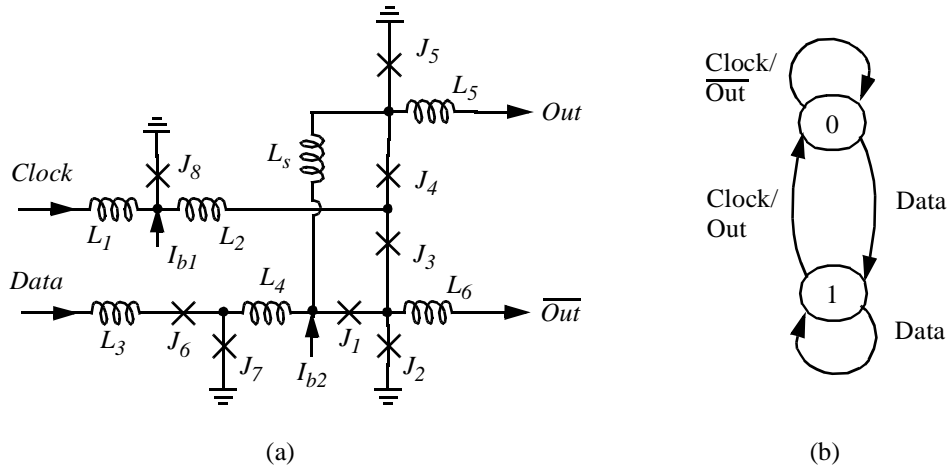 J5
L5
Out
Ls
J8
Clock
J4
L1
L2
Ib1
J3
Data
L4
L6
Out
L3
J6
J7
Ib2
J1
J2
(a)
Clock/
Out
0
Clock/
Out
Data
1
Data
(b)